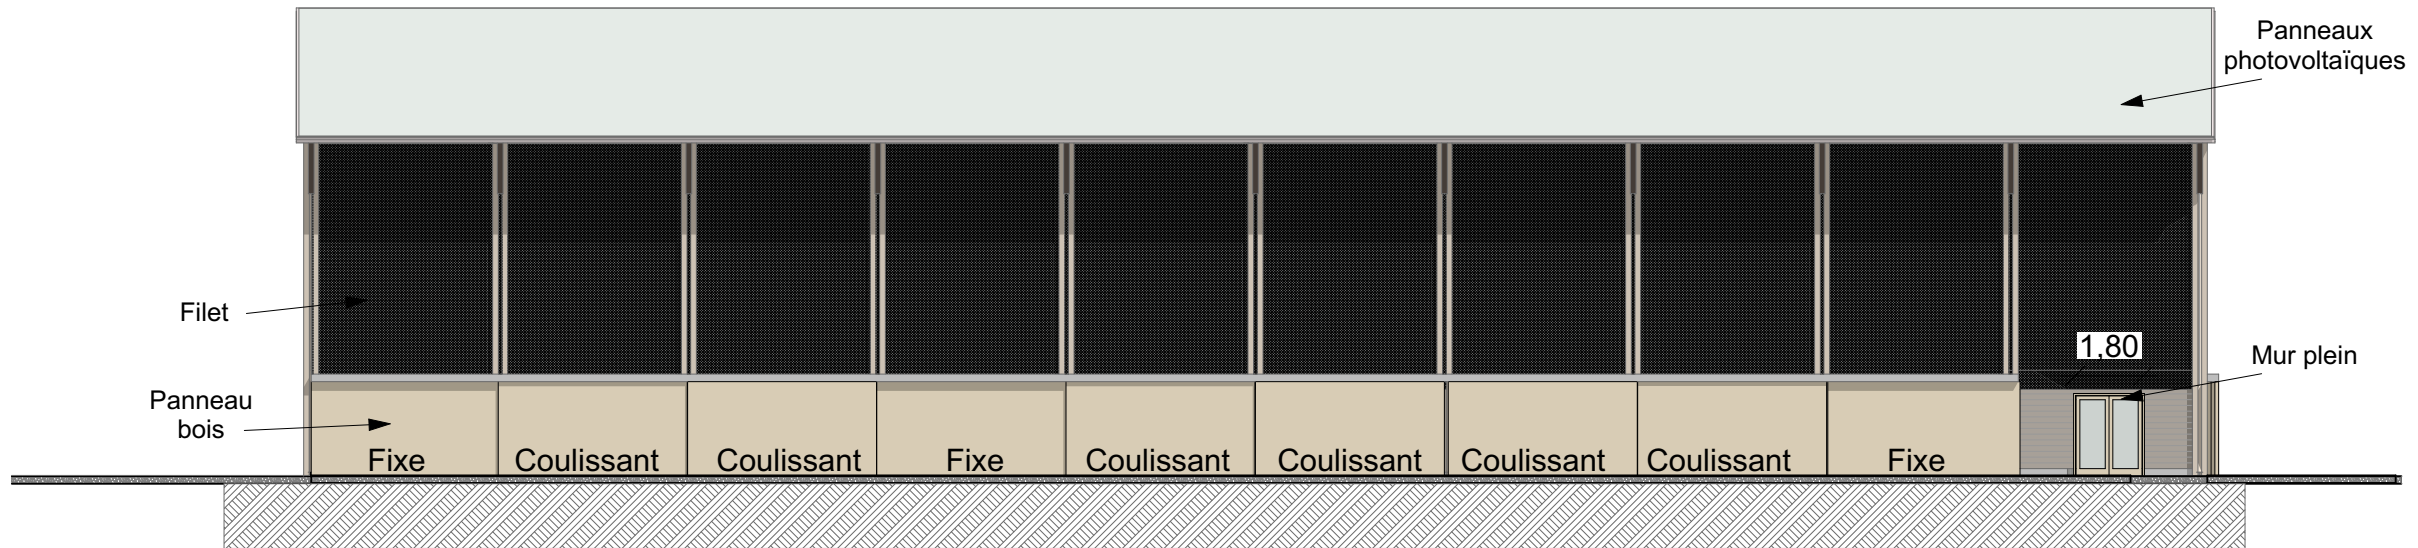 Panneaux
photovoltaïques
Filet
1,80
Mur plein
Panneau
bois
Fixe
Coulissant
Coulissant
Fixe
Coulissant
Coulissant
Coulissant
Coulissant
Fixe